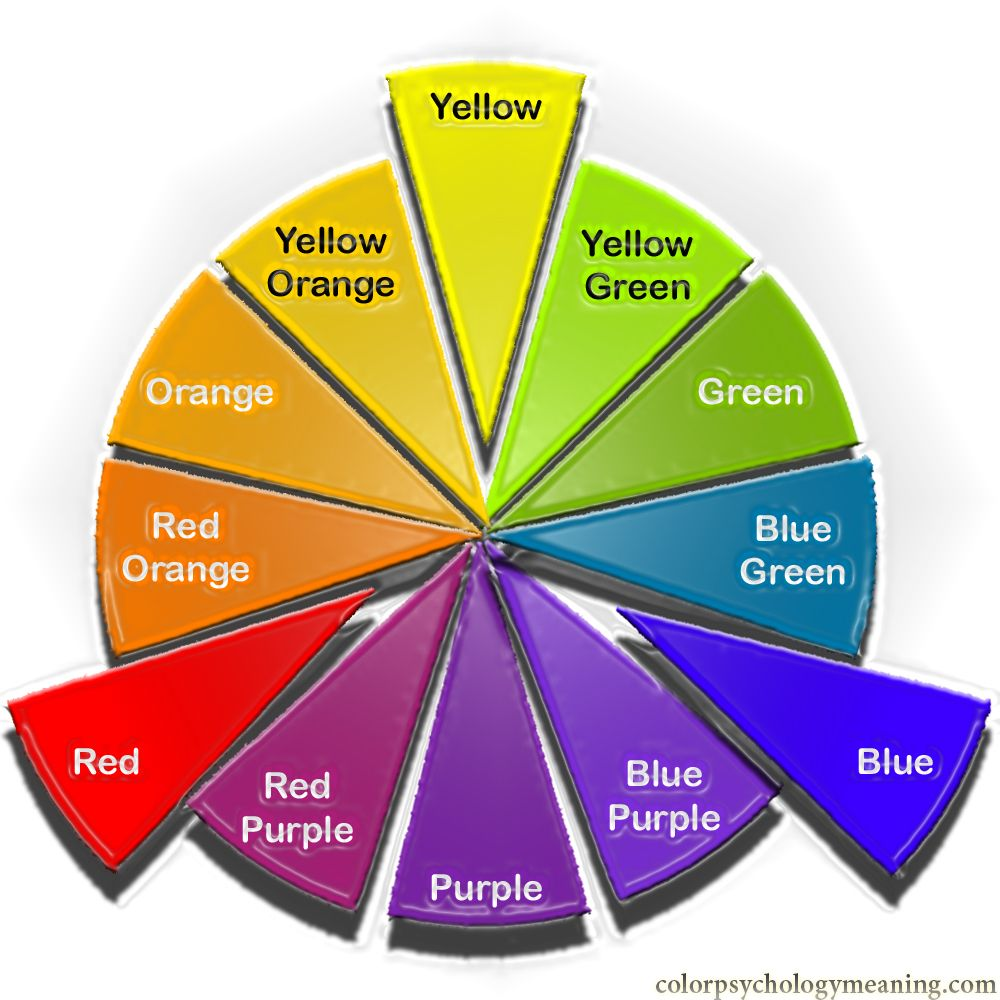 Yellow
Yellow
Orange
Yellow
Green
Orange
Green
Red
Orange
Blue
Green
Red
Blue
Red
Purple
Blue
Purple
Purple
colorpsychologymeaning.com